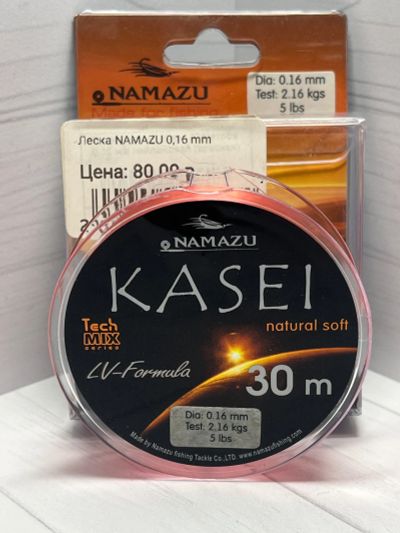 NAMAZU
Made for fishing
Dia: 0.16 mm
Test: 2.16 kgs
5 lbs
Леска NAMAZU 0,16 mm
Цена: 80.00
NAMAZU
KASEI
natural soft
Tech
MIX
series
LV-Formula
30 m
Dia: 0.16 mm
Test: 2.16 kgs
5 lbs
Made by Namazu fishing Tackle Co.,LTD. www.namazufishing.com